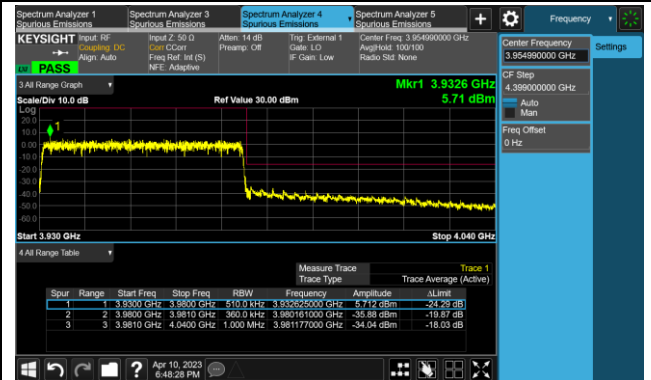 Spectrum Analyzer 1 Spectrum Analyzer 3 Spectrum Analyzer 4 Spectrum Analyzer 5 Frequency
Spurious Emissions Spurious Emissions Spurious Emissions Spurious Emissions
KEYSIGHT Input: RF Input Z: 50 Ω Atten: 14 dB Trig: External 1 Center Freq: 3.954990000 GHz
Coupling: DC Corr CCorr Preamp: Off Gate: LO Avg|Hold: 100/100
Align: Auto Freq Ref: Int (S) IF Gain: Low Radio Std: None
NFE: Adaptive
PASS
Center Frequency
3.954990000 GHz
Settings
CF Step
4.399000000 GHz
Auto
Man
Freq Offset
0 Hz
3 All Range Graph
Mkr1 3.9326 GHz
Scale/Div 10.0 dB Ref Value 30.00 dBm 5.71 dBm
Log
20.0
10.0
0.00
-10.0
-20.0
-30.0
-40.0
-50.0
-60.0
1
Start 3.930 GHz Stop 4.040 GHz
4 All Range Table
Measure Trace Trace 1
Trace Type Trace Average (Active)
Spur Range Start Freq Stop Freq RBW Frequency Amplitude ΔLimit
1 1 3.9300 GHz 3.9800 GHz 510.0 kHz 3.932625000 GHz 5.712 dBm -24.29 dB
2 2 3.9800 GHz 3.9810 GHz 360.0 kHz 3.980161000 GHz -35.88 dBm -19.87 dB
3 3 3.9810 GHz 4.0400 GHz 1.000 MHz 3.981177000 GHz -34.04 dBm -18.03 dB
Apr 10, 2023
6:48:28 PM